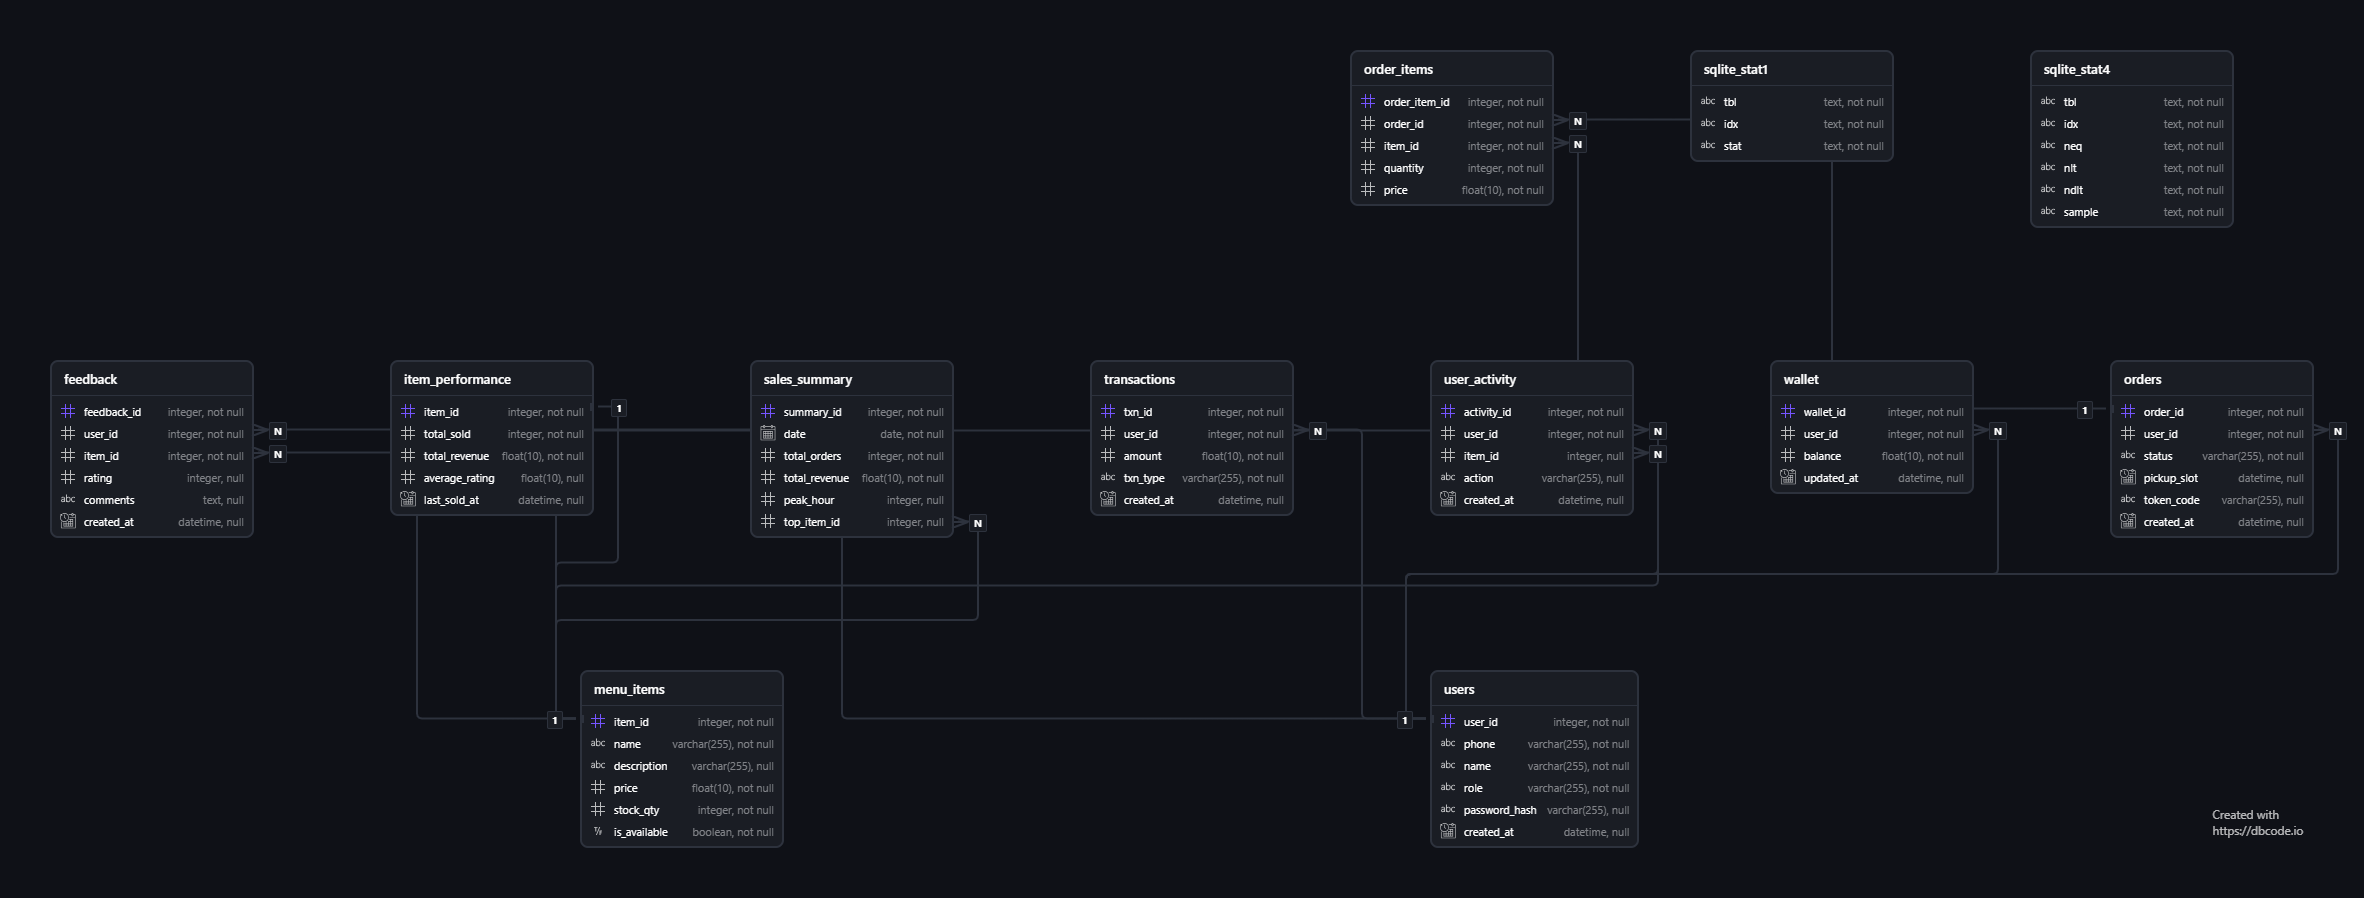 order_items
order_item_id integer, not null
order_id integer, not null
item_id integer, not null
quantity integer, not null
price float(10), not null
N
N
sqlite_stat1
abc tbl text, not null
abc idx text, not null
abc stat text, not null
sqlite_stat4
abc tbl text, not null
abc idx text, not null
abc neq text, not null
abc nlt text, not null
abc ndlt text, not null
abc sample text, not null
feedback
feedback_id integer, not null
user_id integer, not null
item_id integer, not null
rating integer, null
abc comments text, null
created_at datetime, null
N
N
item_performance
item_id integer, not null
total_sold integer, not null
total_revenue float(10), not null
average_rating float(10), null
last_sold_at datetime, null
1
sales_summary
summary_id integer, not null
date date, not null
total_orders integer, not null
total_revenue float(10), not null
peak_hour integer, null
top_item_id integer, null
N
transactions
txn_id integer, not null
user_id integer, not null
amount float(10), not null
abc txn_type varchar(255), not null
created_at datetime, null
N
user_activity
activity_id integer, not null
user_id integer, not null
item_id integer, null
abc action varchar(255), null
created_at datetime, null
N
N
wallet
wallet_id integer, not null
user_id integer, not null
balance float(10), not null
updated_at datetime, null
N
1
orders
order_id integer, not null
user_id integer, not null
abc status varchar(255), not null
pickup_slot datetime, null
abc token_code varchar(255), null
created_at datetime, null
N
menu_items
1
item_id integer, not null
abc name varchar(255), not null
abc description varchar(255), null
price float(10), not null
stock_qty integer, not null
is_available boolean, not null
users
1
user_id integer, not null
abc phone varchar(255), not null
abc name varchar(255), not null
abc role varchar(255), not null
abc password_hash varchar(255), null
created_at datetime, null
Created with
https://dbcode.io